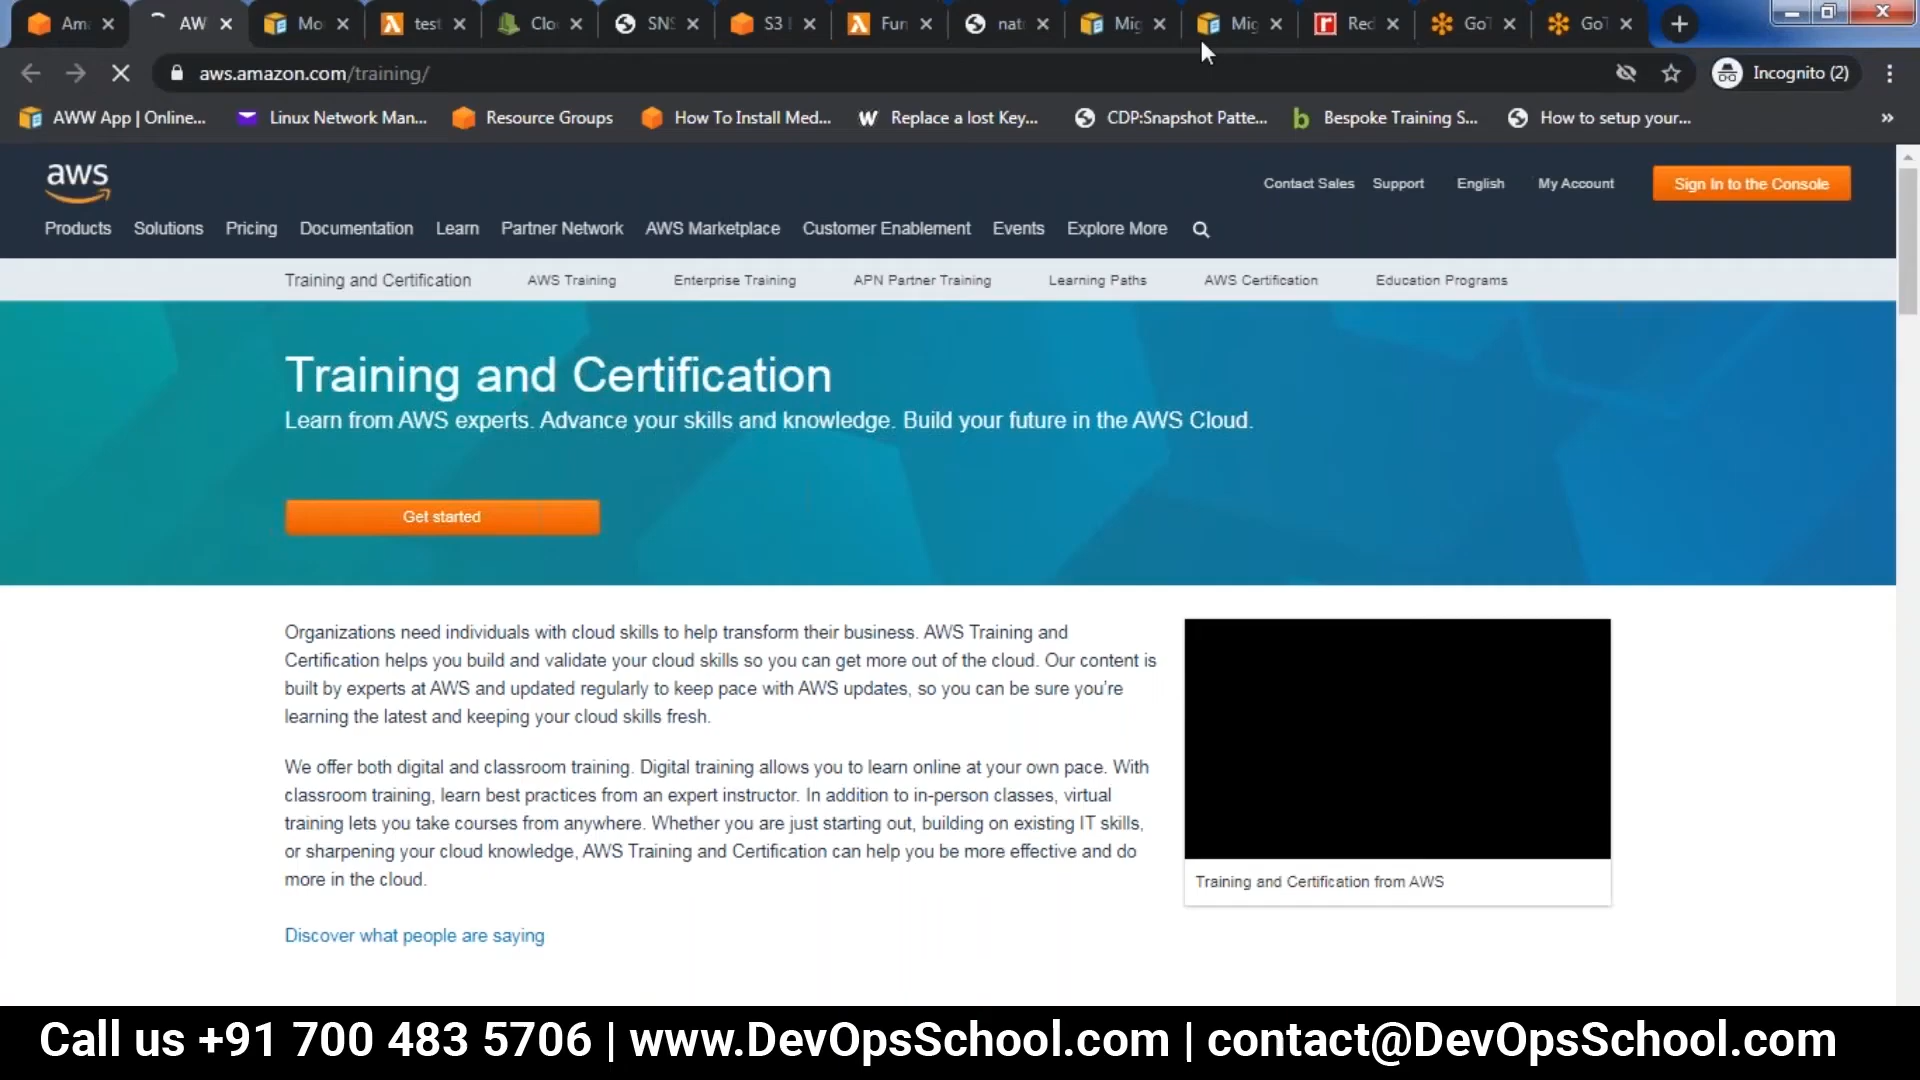 Am
AW
Mo
test
Clo
SNS
S3
Fun
nat
Mig
Mig
Red
GoT
GoT
aws.amazon.com/training/
Incognito (2)
AWW App | Online...
Linux Network Man...
Resource Groups
How To Install Med...
Replace a lost Key...
CDP:Snapshot Patte...
Bespoke Training S...
How to setup your...
»
aws
Contact Sales
Support
English
My Account
Sign In to the Console
Products
Solutions
Pricing
Documentation
Learn
Partner Network
AWS Marketplace
Customer Enablement
Events
Explore More
Training and Certification
AWS Training
Enterprise Training
APN Partner Training
Learning Paths
AWS Certification
Education Programs
Training and Certification
Learn from AWS experts. Advance your skills and knowledge. Build your future in the AWS Cloud.
Get started
Organizations need individuals with cloud skills to help transform their business. AWS Training and
Certification helps you build and validate your cloud skills so you can get more out of the cloud. Our content is
built by experts at AWS and updated regularly to keep pace with AWS updates, so you can be sure you're
learning the latest and keeping your cloud skills fresh.
We offer both digital and classroom training. Digital training allows you to learn online at your own pace. With
classroom training, learn best practices from an expert instructor. In addition to in-person classes, virtual
training lets you take courses from anywhere. Whether you are just starting out, building on existing IT skills,
or sharpening your cloud knowledge, AWS Training and Certification can help you be more effective and do
more in the cloud.
Training and Certification from AWS
Discover what people are saying
Call us +91 700 483 5706 | www.DevOpsSchool.com | contact@DevOpsSchool.com